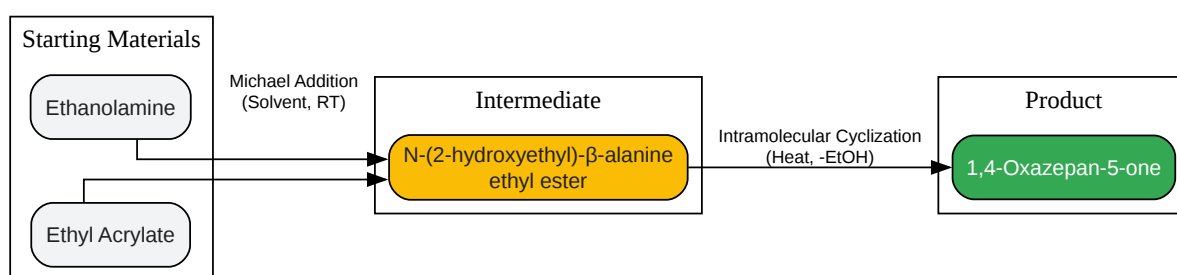 Starting Materials
Ethanolamine
Ethyl Acrylate
Michael Addition
(Solvent, RT)
Intermediate
N-(2-hydroxyethyl)-β-alanine
ethyl ester
Intramolecular Cyclization
(Heat, -EtOH)
Product
1,4-Oxazepan-5-one